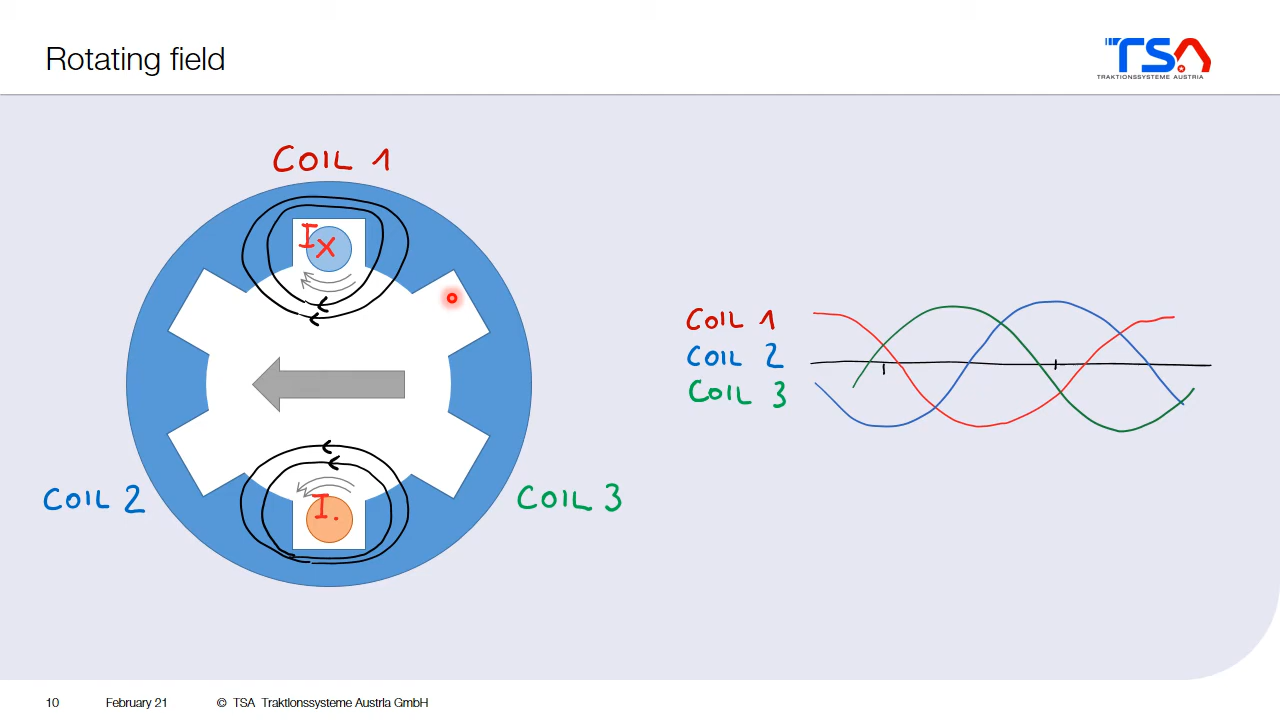 Rotating field
TSA
TRAKTIONSSYSTEME AUSTRIA
COIL 1
I X
COIL 1
COIL 2
COIL 3
COIL 2
I.
COIL 3
10 February 21 © TSA Traktionssysteme Austria GmbH